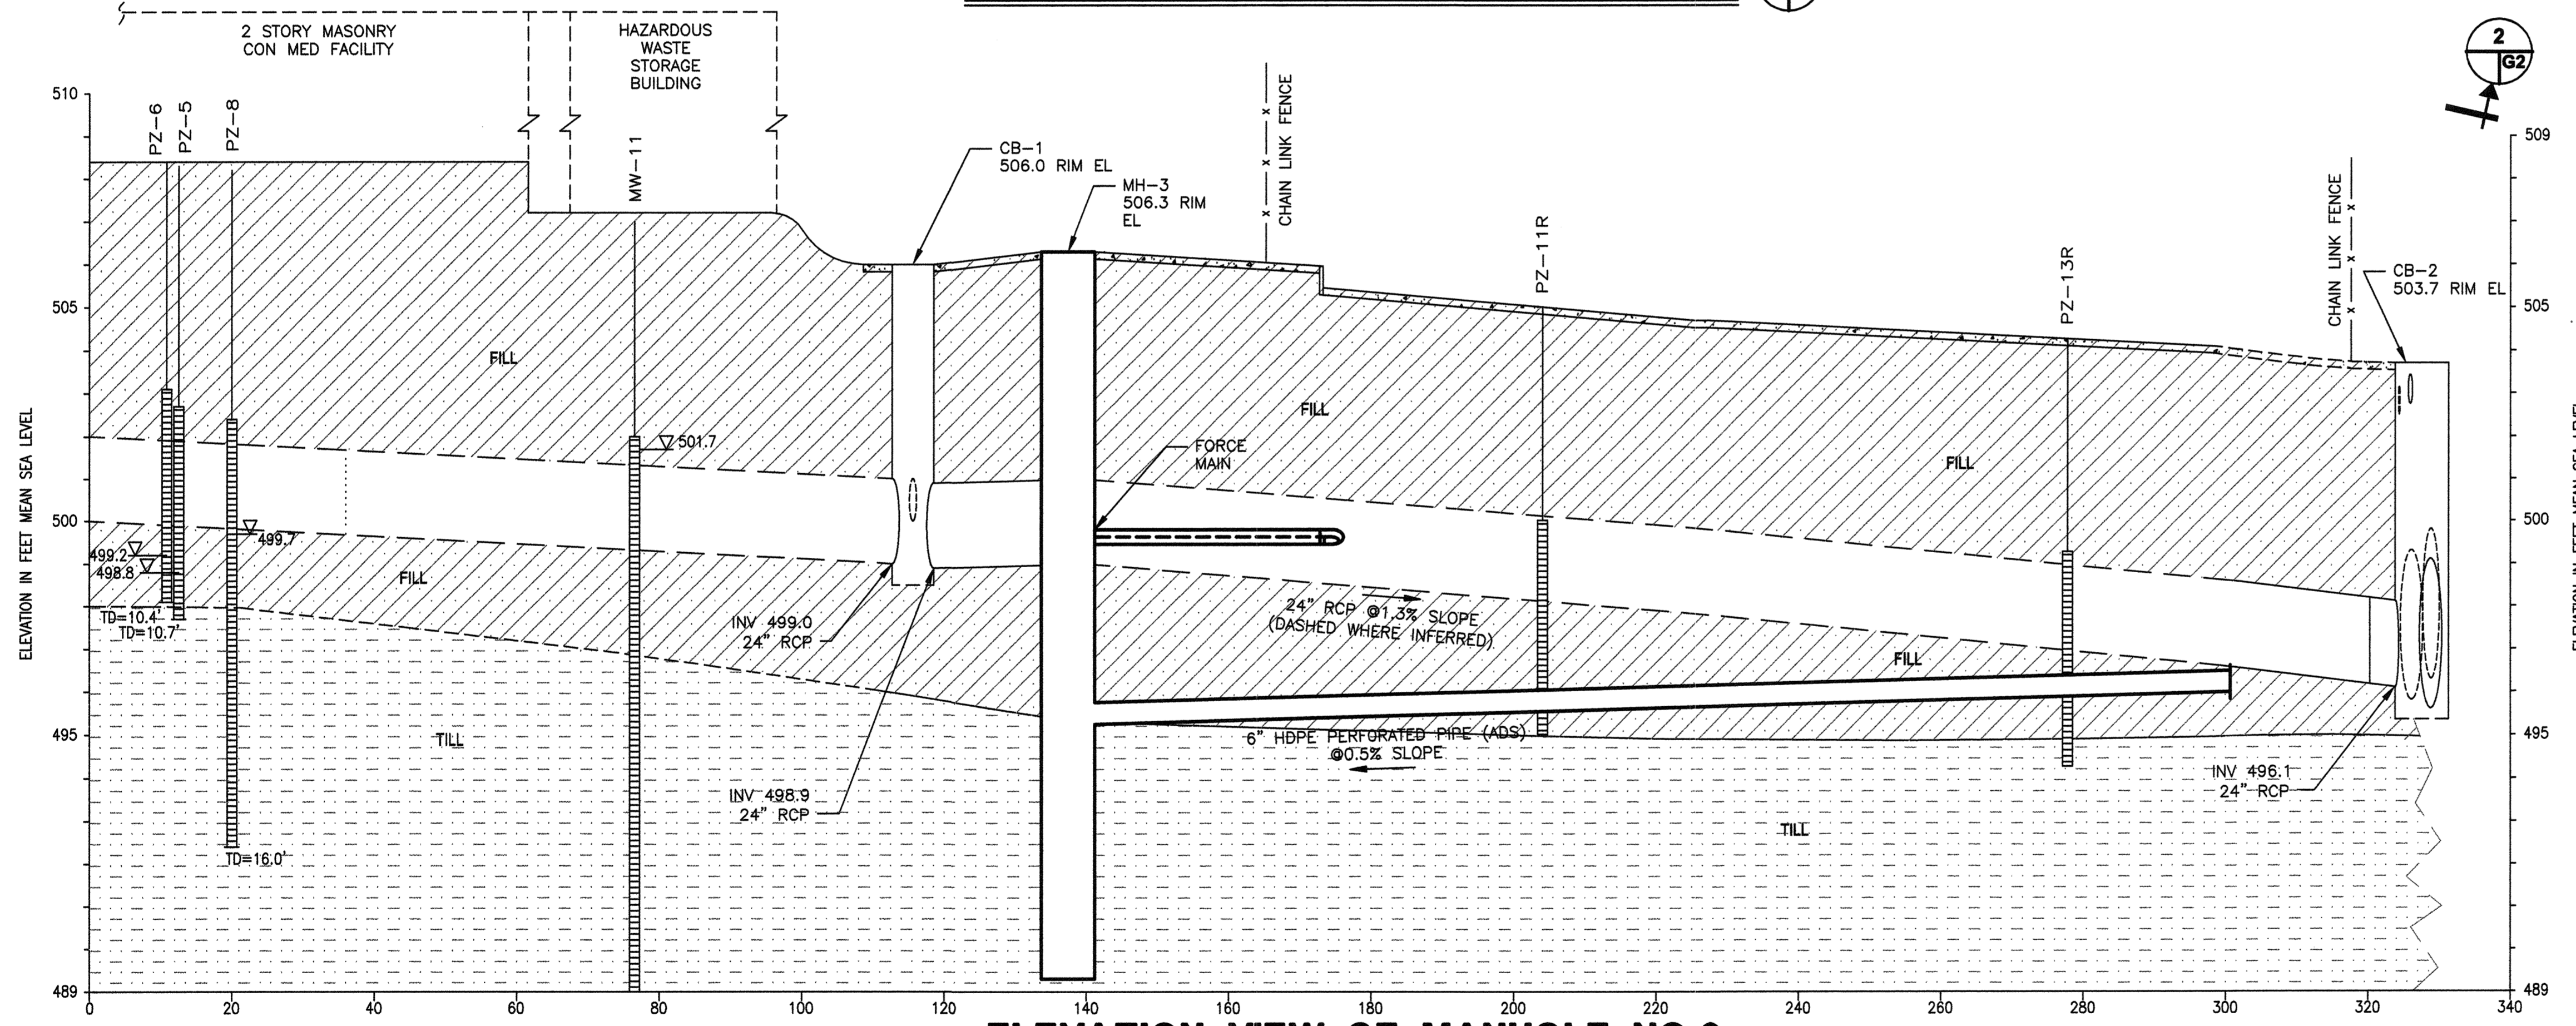 2 STORY MASONRY
CON MED FACILITY
HAZARDOUS
WASTE
STORAGE
BUILDING
2
G2
510
509
PZ-6
PZ-5
PZ-8
MW-11
CB-1
506.0 RIM EL
MH-3
506.3 RIM
EL
CHAIN LINK FENCE
PZ-11R
PZ-13R
CHAIN LINK FENCE
CB-2
503.7 RIM EL
505
505
FILL
FILL
FILL
ELEVATION IN FEET MEAN SEA LEVEL
501.7
FORCE
MAIN
500
500
499.7
499.2
498.8
FILL
TD=10.4'
TD=10.7'
INV 499.0
24" RCP
24" RCP @1.3% SLOPE
(DASHED WHERE INFERRED)
FILL
495
495
TILL
6" HDPE PERFORATED PIPE (ADS)
@0.5% SLOPE
INV 498.9
24" RCP
INV 496.1
24" RCP
TILL
TD=16.0'
489
489
0 20 40 60 80 100 120 140 160 180 200 220 240 260 280 300 320 340